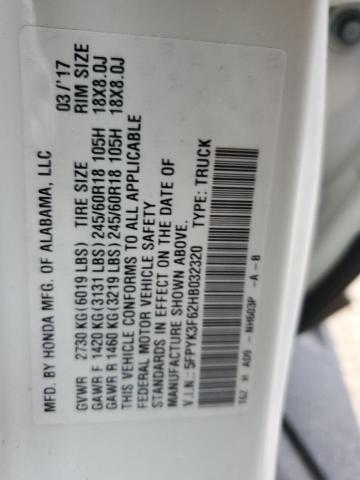 MFD. BY HONDA MFG. OF ALABAMA, LLC 03/'17
GVWR 2730 KG(6019 LBS) TIRE SIZE RIM SIZE
GAWR F 1420 KG(3131 LBS)245/60R18 105H 18X8.0J
GAWR R 1460 KG(3219 LBS)245/60R18 105H 18X8.0J
THIS VEHICLE CONFORMS TO ALL APPLICABLE
FEDERAL MOTOR VEHICLE SAFETY
STANDARDS IN EFFECT ON THE DATE OF
MANUFACTURE SHOWN ABOVE.
V.I.N.: 5FPYK3F62HB032320 TYPE: TRUCK
T6Z H A09 -NH603P -A-B